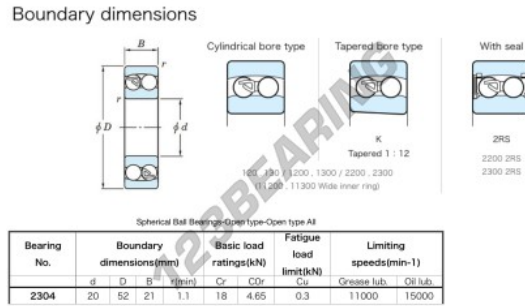 Boundary dimensions
Cylindrical bore type
Tapered bore type
With seal
B
r
r
φ D
φ d
K
Tapered 1 : 12
2RS
120 , 130 / 1200 , 1300 / 2200 , 2300
(11200 , 11300 Wide inner ring)
2200 2RS
2300 2RS
123BEARING
Spherical Ball Bearings-Open type-Open type All
Bearing No. Boundary dimensions(mm) Basic load ratings(kN) Fatigue load limit(kN) Limiting speeds(min-1)
d D B r(min) Cr C0r Cu Grease lub. Oil lub.
2304 20 52 21 1.1 18 4.65 0.3 11000 15000